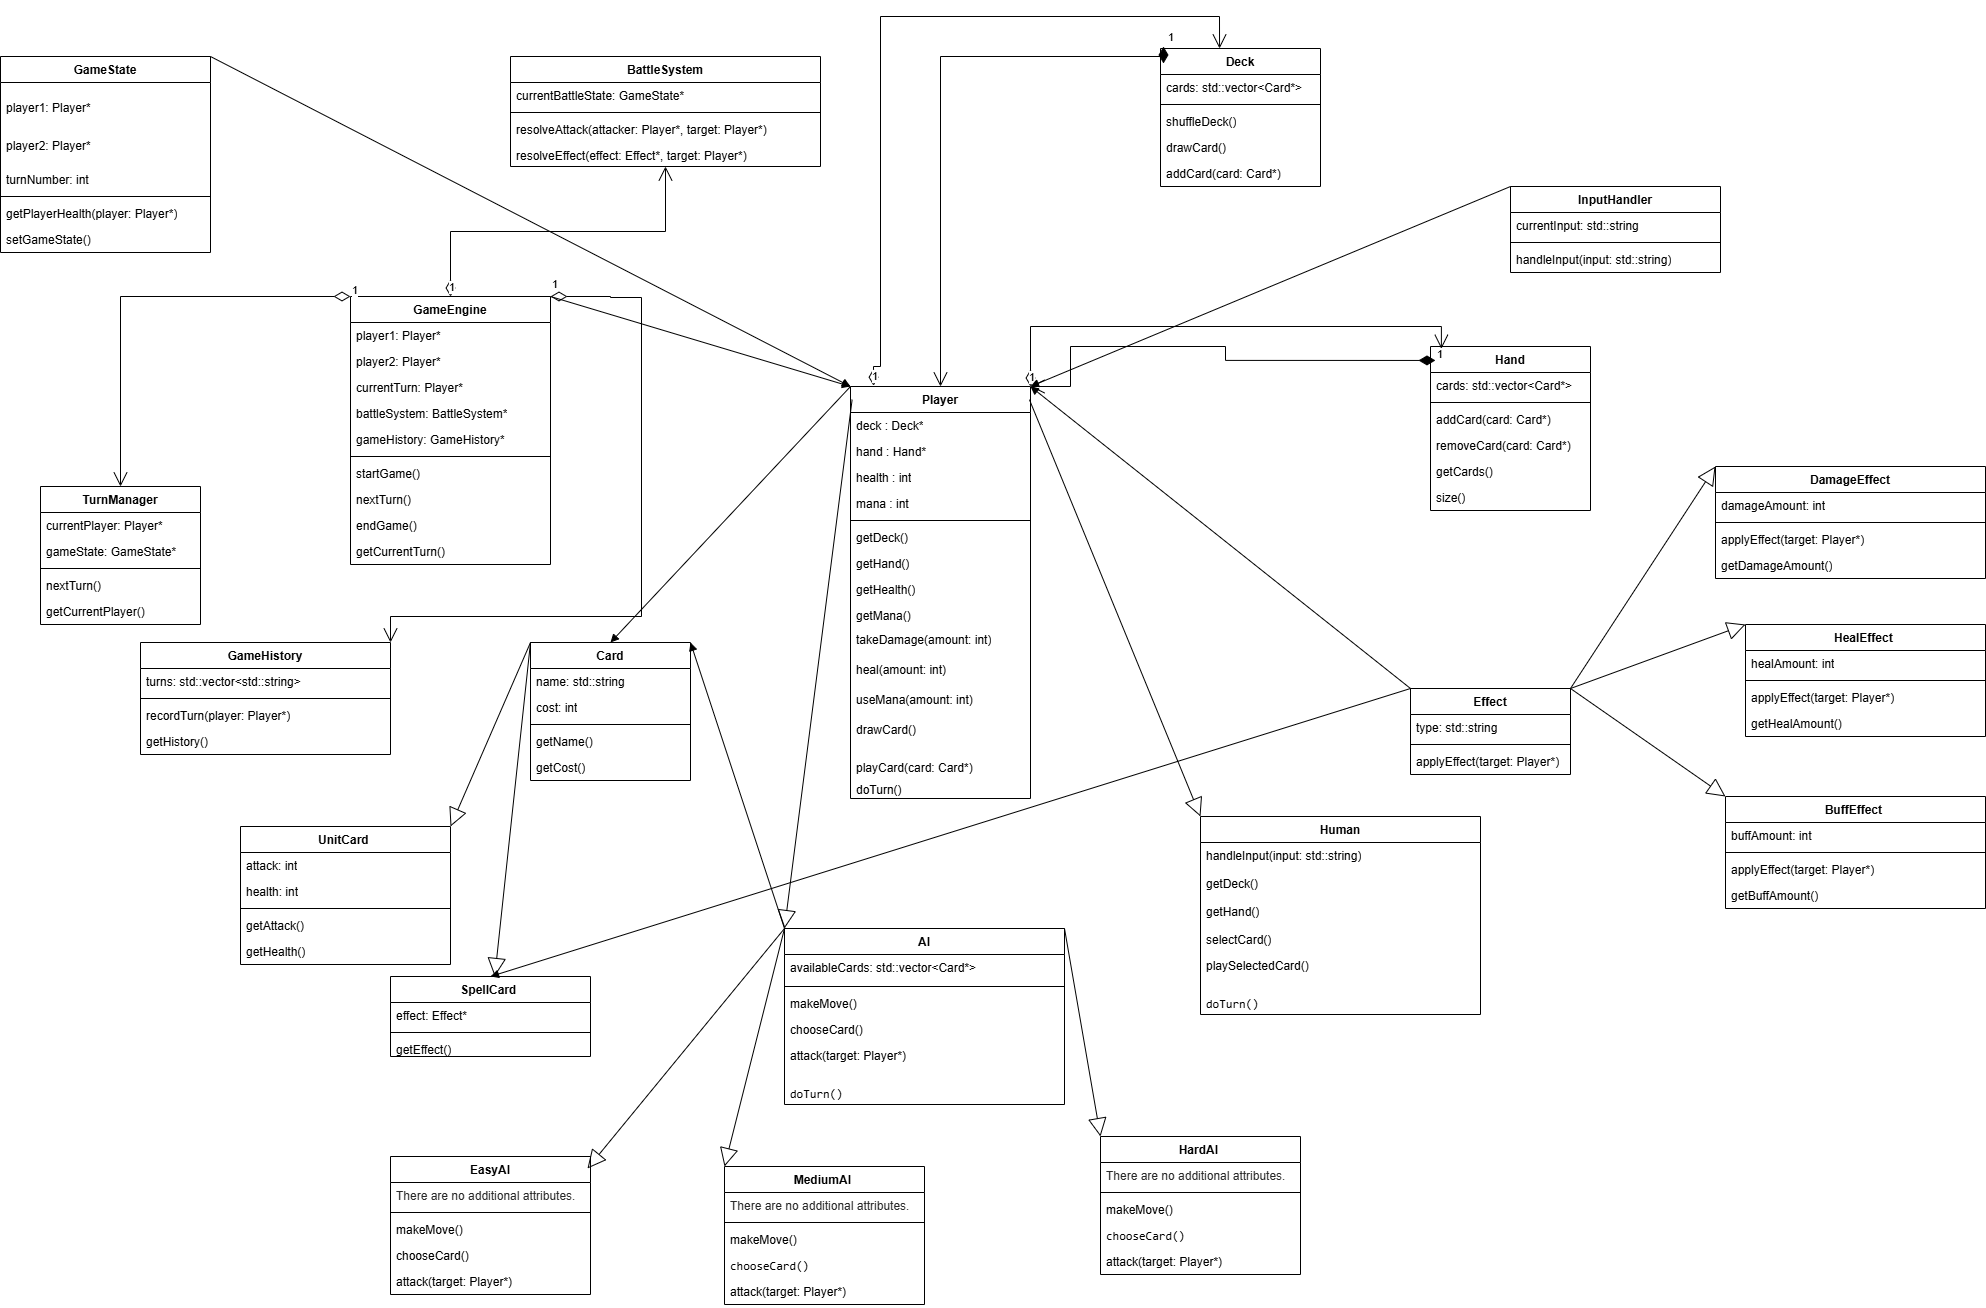 GameState
player1: Player*
player2: Player*
turnNumber: int
getPlayerHealth(player: Player*)
setGameState()
BattleSystem
currentBattleState: GameState*
resolveAttack(attacker: Player*, target: Player*)
resolveEffect(effect: Effect*, target: Player*)
1
Deck
cards: std::vector<Card*>
shuffleDeck()
drawCard()
addCard(card: Card*)
InputHandler
currentInput: std::string
handleInput(input: std::string)
1
1
1
GameEngine
player1: Player*
player2: Player*
currentTurn: Player*
battleSystem: BattleSystem*
gameHistory: GameHistory*
startGame()
nextTurn()
endGame()
getCurrentTurn()
1
1
Player
deck : Deck*
hand : Hand*
health : int
mana : int
getDeck()
getHand()
getHealth()
getMana()
takeDamage(amount: int)
heal(amount: int)
useMana(amount: int)
drawCard()
playCard(card: Card*)
doTurn()
1
Hand
cards: std::vector<Card*>
addCard(card: Card*)
removeCard(card: Card*)
getCards()
size()
TurnManager
currentPlayer: Player*
gameState: GameState*
nextTurn()
getCurrentPlayer()
DamageEffect
damageAmount: int
applyEffect(target: Player*)
getDamageAmount()
GameHistory
turns: std::vector<std::string>
recordTurn(player: Player*)
getHistory()
Card
name: std::string
cost: int
getName()
getCost()
HealEffect
healAmount: int
applyEffect(target: Player*)
getHealAmount()
Effect
type: std::string
applyEffect(target: Player*)
BuffEffect
buffAmount: int
applyEffect(target: Player*)
getBuffAmount()
UnitCard
attack: int
health: int
getAttack()
getHealth()
Human
handleInput(input: std::string)
getDeck()
getHand()
selectCard()
playSelectedCard()
doTurn()
SpellCard
effect: Effect*
getEffect()
AI
availableCards: std::vector<Card*>
makeMove()
chooseCard()
attack(target: Player*)
doTurn()
EasyAI
There are no additional attributes.
makeMove()
chooseCard()
attack(target: Player*)
MediumAI
There are no additional attributes.
makeMove()
chooseCard()
attack(target: Player*)
HardAI
There are no additional attributes.
makeMove()
chooseCard()
attack(target: Player*)